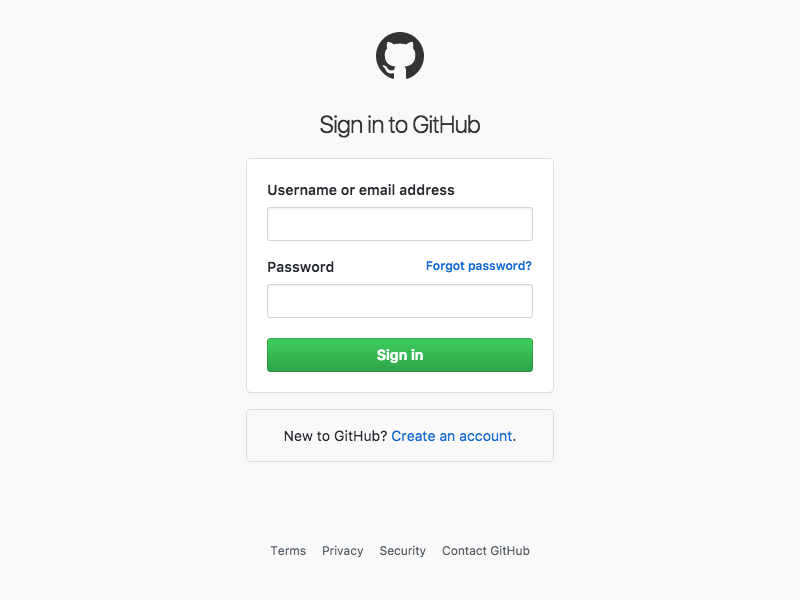 Sign in to GitHub
Username or email address
Password Forgot password?
Sign in
New to GitHub? Create an account.
Terms Privacy Security Contact GitHub